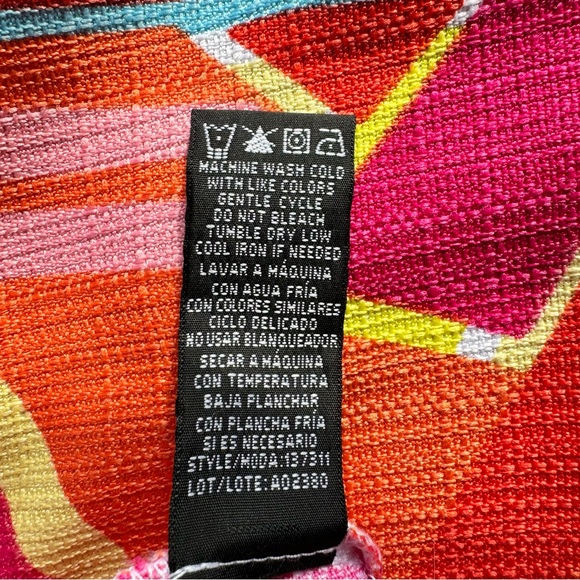 MACHINE WASH COLD
WITH LIKE COLORS
GENTLE CYCLE
DO NOT BLEACH
TUMBLE DRY LOW
COOL IRON IF NEEDED
LAVAR A MÁQUINA
CON AGUA FRÍA
CON COLORES SIMILARES
CICLO DELICADO
NO USAR BLANQUEADOR
SECAR A MÁQUINA
CON TEMPERATURA
BAJA PLANCHAR
CON PLANCHA FRÍA
SI ES NECESARIO
STYLE/MODA: 137311
LOT/LOTE: A02380